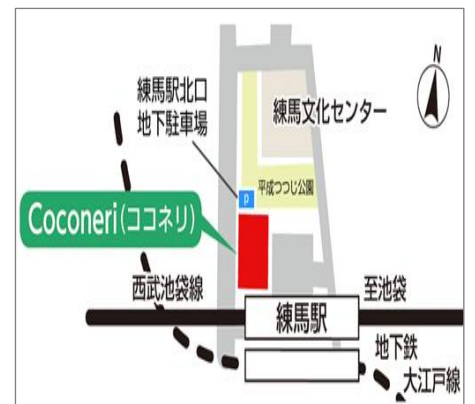 N
練馬駅北口
地下駐車場
練馬文化センター
平成つつじ公園
P
Coconeri(ココネリ)
西武池袋線
至池袋
練馬駅
地下鉄
大江戸線